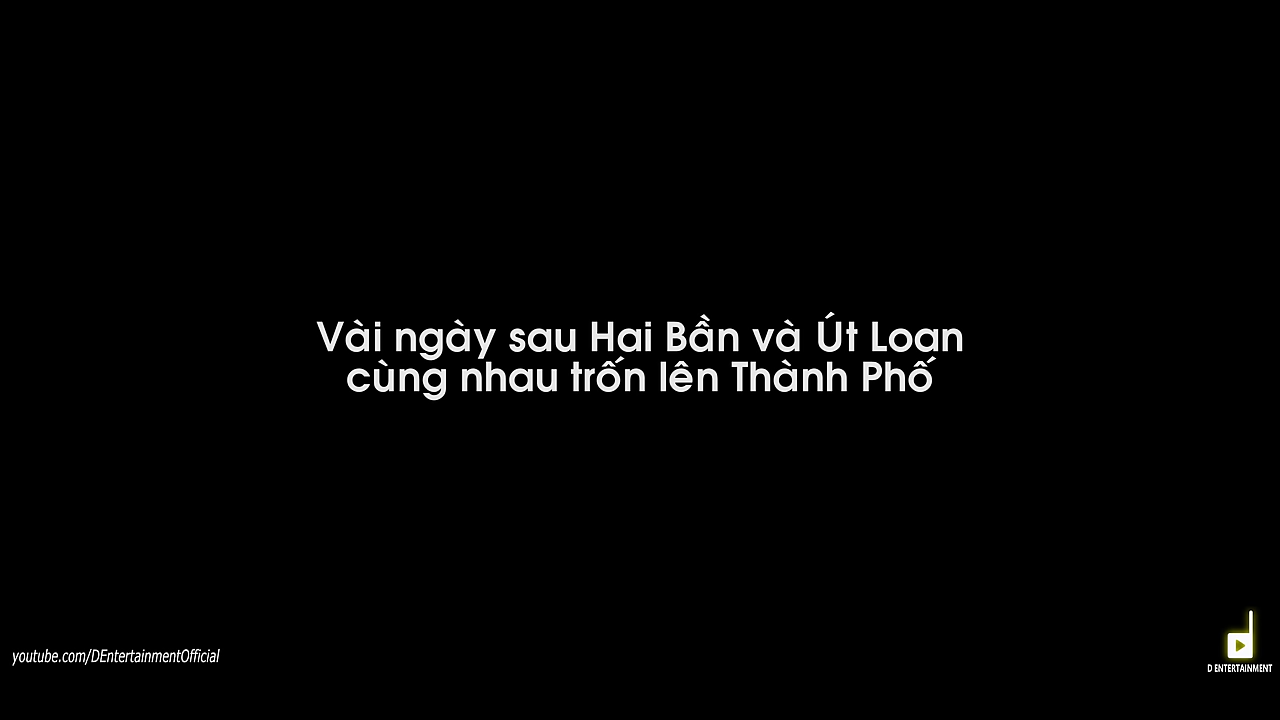 Vài ngày sau Hai Bần và Út Loan
cùng nhau trốn lên Thành Phố
youtube.com/DEntertainmentOfficial
D ENTERTAINMENT